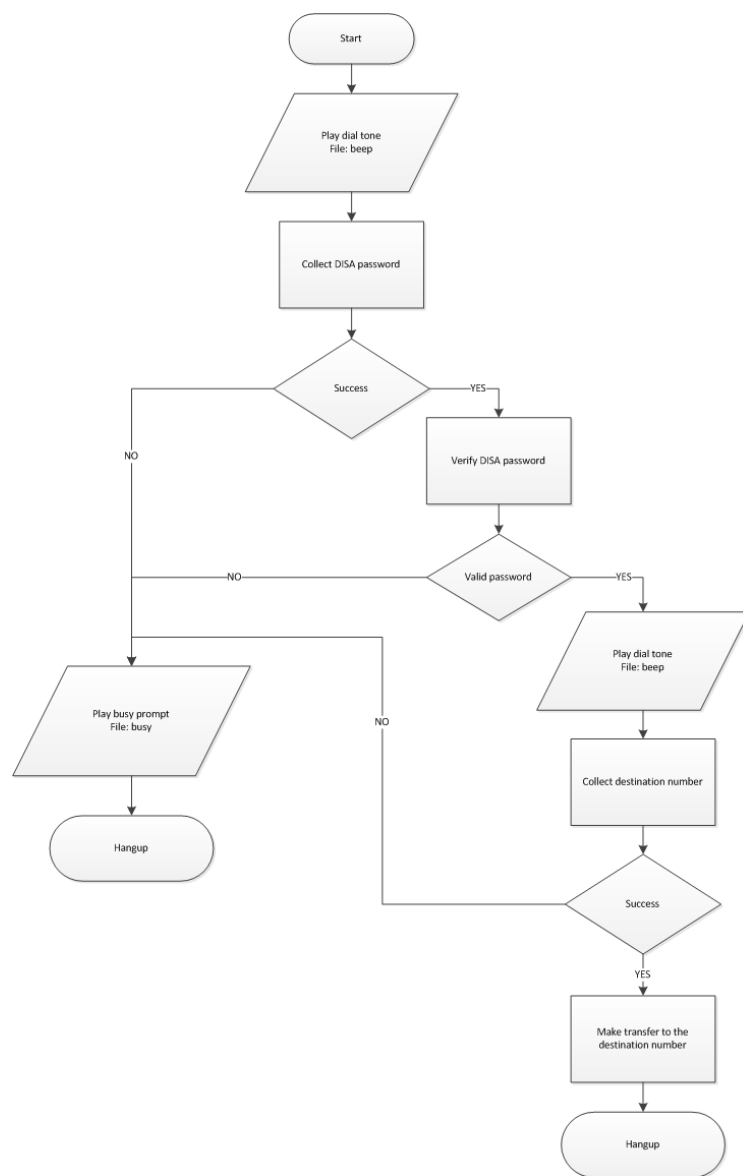 Start
Play dial tone
File: beep
Collect DISA password
Success
YES
NO
Verify DISA password
Valid password
NO
YES
Play dial tone
File: beep
Play busy prompt
File: busy
NO
Collect destination number
Hangup
Success
YES
Make transfer to the
destination number
Hangup